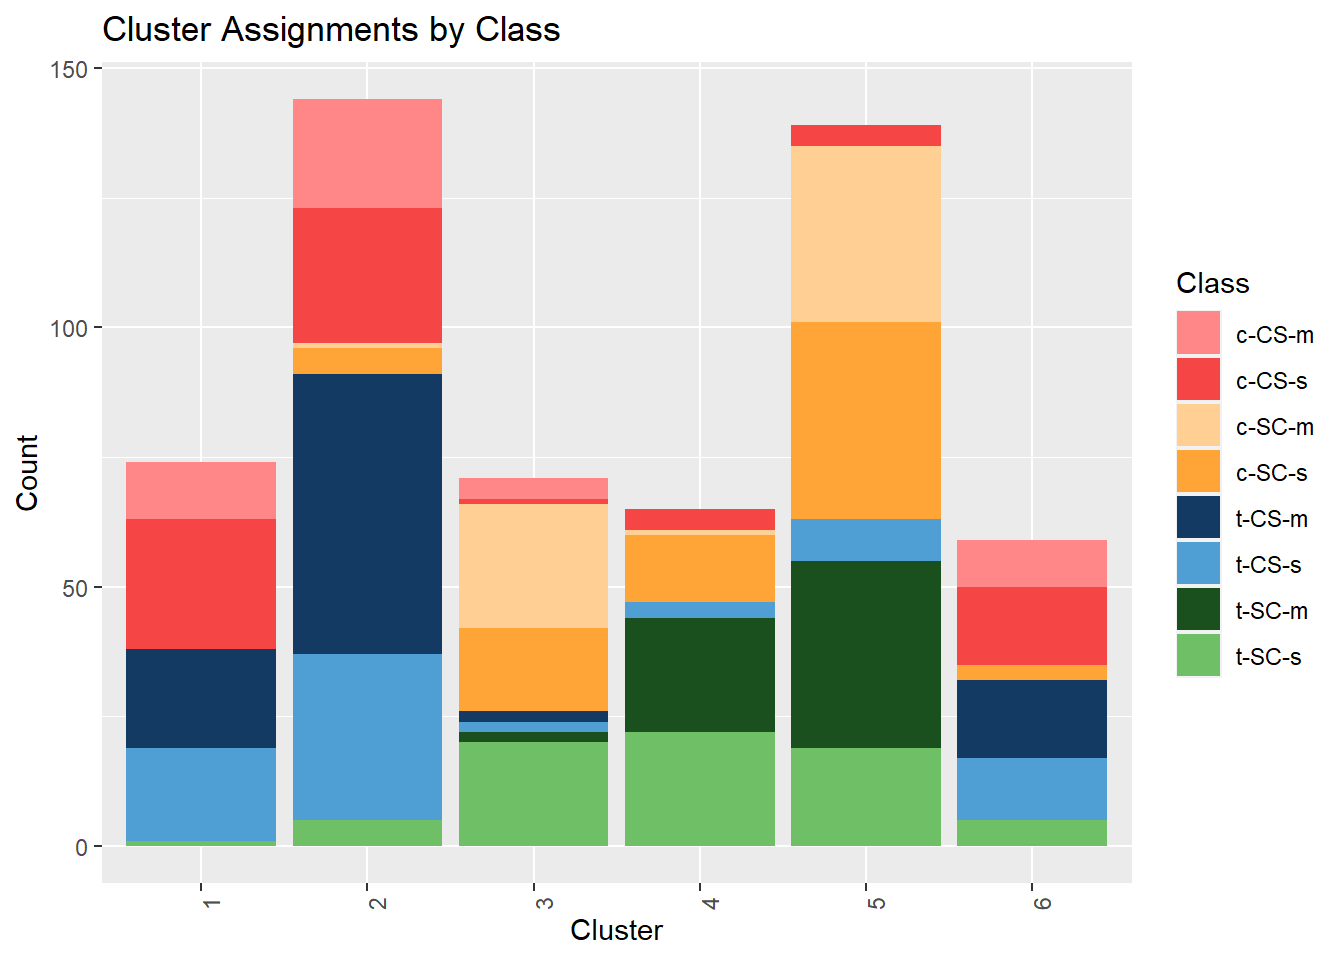 Cluster Assignments by Class
150
100
50
0
Count
1
2
3
4
5
6
Cluster
Class
c-CS-m
c-CS-s
c-SC-m
c-SC-s
t-CS-m
t-CS-s
t-SC-m
t-SC-s